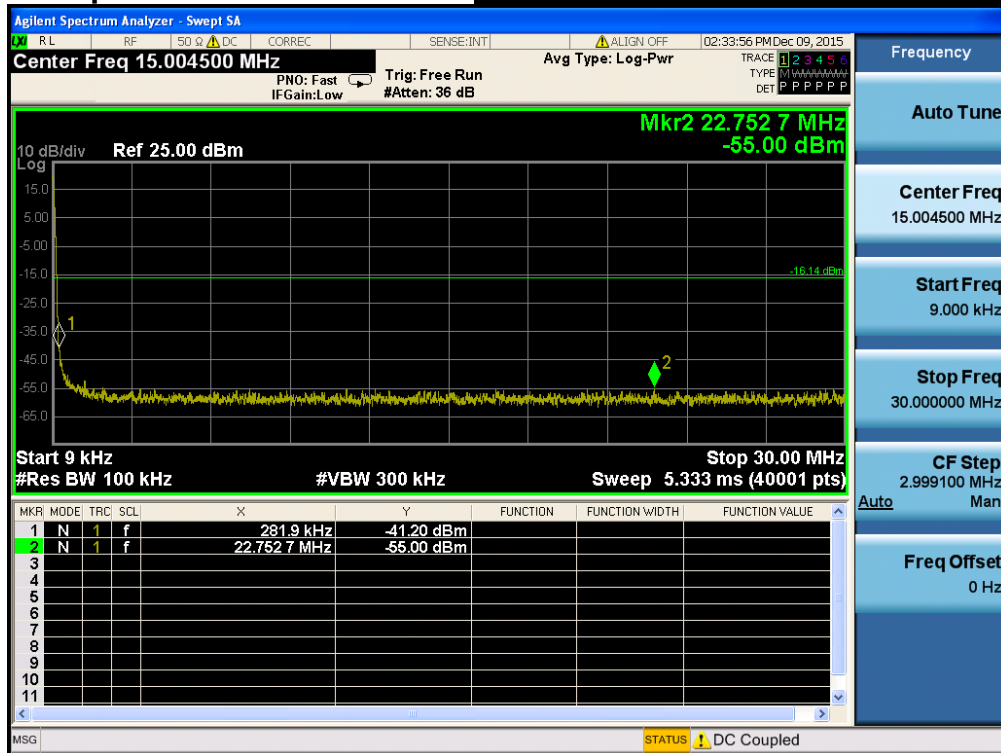 Agilent Spectrum Analyzer - Swept SA
LXI RL RF 50 Ω DC CORREC SENSE:INT ALIGN OFF 02:33:56 PM Dec 09, 2015
Center Freq 15.004500 MHz
PNO: Fast
IFGain:Low
Trig: Free Run
#Atten: 36 dB
Avg Type: Log-Pwr
TRACE 1 2 3 4 5 6
TYPE
DET P P P P P P
Mkr2 22.752 7 MHz
-55.00 dBm
10 dB/div Ref 25.00 dBm
Log
15.0
5.00
-5.00
-15.0
-16.14 dBm
-25.0
-35.0
1
-45.0
2
-55.0
-65.0
Start 9 kHz Stop 30.00 MHz
#Res BW 100 kHz #VBW 300 kHz Sweep 5.333 ms (40001 pts)
MKR MODE TRC SCL X Y FUNCTION FUNCTION WIDTH FUNCTION VALUE
1 N 1 f 281.9 kHz -41.20 dBm
2 N 1 f 22.752 7 MHz -55.00 dBm
3
4
5
6
7
8
9
10
11
MSG STATUS DC Coupled
Frequency
Auto Tune
Center Freq
15.004500 MHz
Start Freq
9.000 kHz
Stop Freq
30.000000 MHz
CF Step
2.999100 MHz
Auto Man
Freq Offset
0 Hz